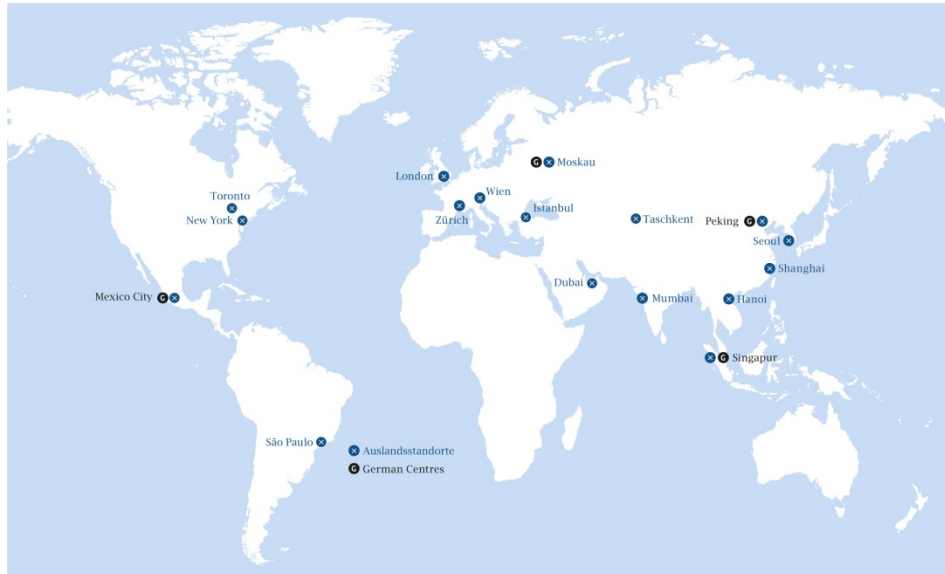 Moskau
London
Wien
Toronto
Istanbul
Zürich
New York
Taschkent
Peking
Seoul
Shanghai
Dubai
Mexico City
Mumbai
Hanoi
Singapur
São Paulo
Auslandsstandorte
G German Centres